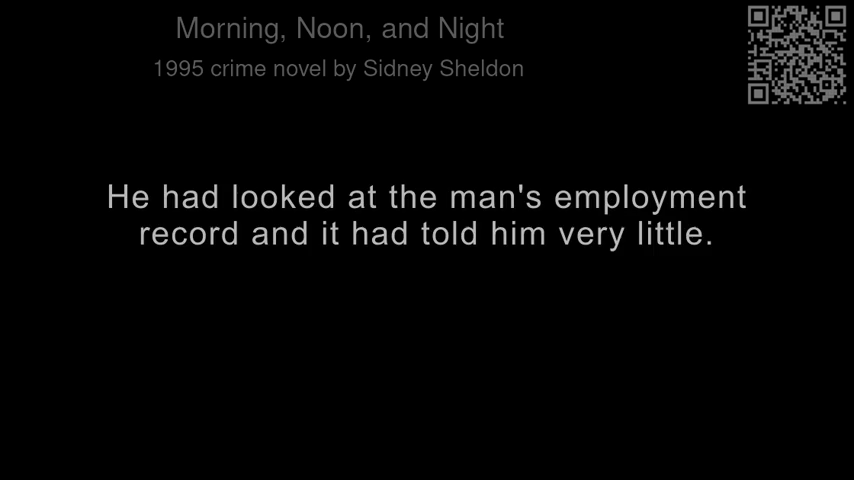 Morning, Noon, and Night
1995 crime novel by Sidney Sheldon
He had looked at the man's employment
record and it had told him very little.